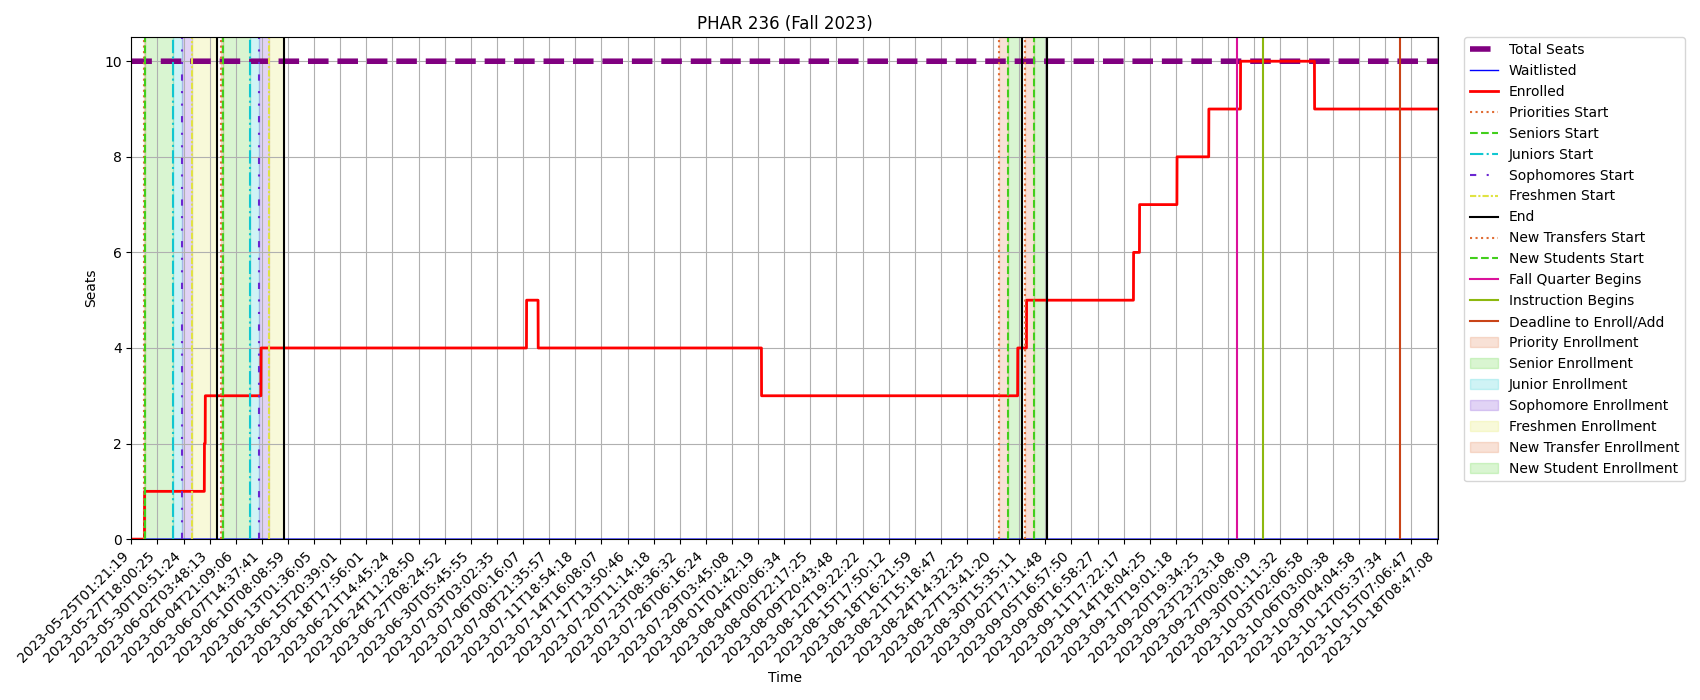 PHAR 236 (Fall 2023)
10
8
6
4
2
0
Seats
2023-05-25T01:21:19
2023-05-27T18:00:25
2023-05-30T10:51:24
2023-06-02T03:48:13
2023-06-04T21:09:06
2023-06-07T14:37:41
2023-06-10T08:08:59
2023-06-13T01:36:05
2023-06-15T20:39:01
2023-06-18T17:56:01
2023-06-21T14:45:24
2023-06-24T11:28:50
2023-06-27T08:24:52
2023-06-30T05:45:55
2023-07-03T03:02:35
2023-07-06T00:16:07
2023-07-08T21:35:57
2023-07-11T18:54:18
2023-07-14T16:08:07
2023-07-17T13:50:46
2023-07-20T11:14:18
2023-07-23T08:36:32
2023-07-26T06:16:24
2023-07-29T03:45:08
2023-08-01T01:42:19
2023-08-04T00:06:34
2023-08-06T22:17:25
2023-08-09T20:43:48
2023-08-12T19:22:22
2023-08-15T17:50:12
2023-08-18T16:21:59
2023-08-21T15:18:47
2023-08-24T14:32:25
2023-08-27T13:41:20
2023-08-30T15:35:11
2023-09-02T17:11:48
2023-09-05T16:57:50
2023-09-08T16:58:27
2023-09-11T17:22:17
2023-09-14T18:04:25
2023-09-17T19:01:18
2023-09-20T19:34:25
2023-09-23T23:23:18
2023-09-27T00:08:09
2023-09-30T01:11:32
2023-10-03T02:06:58
2023-10-06T03:00:38
2023-10-09T04:04:58
2023-10-12T05:37:34
2023-10-15T07:06:47
2023-10-18T08:47:08
Time
Total Seats
Waitlisted
Enrolled
Priorities Start
Seniors Start
Juniors Start
Sophomores Start
Freshmen Start
End
New Transfers Start
New Students Start
Fall Quarter Begins
Instruction Begins
Deadline to Enroll/Add
Priority Enrollment
Senior Enrollment
Junior Enrollment
Sophomore Enrollment
Freshmen Enrollment
New Transfer Enrollment
New Student Enrollment